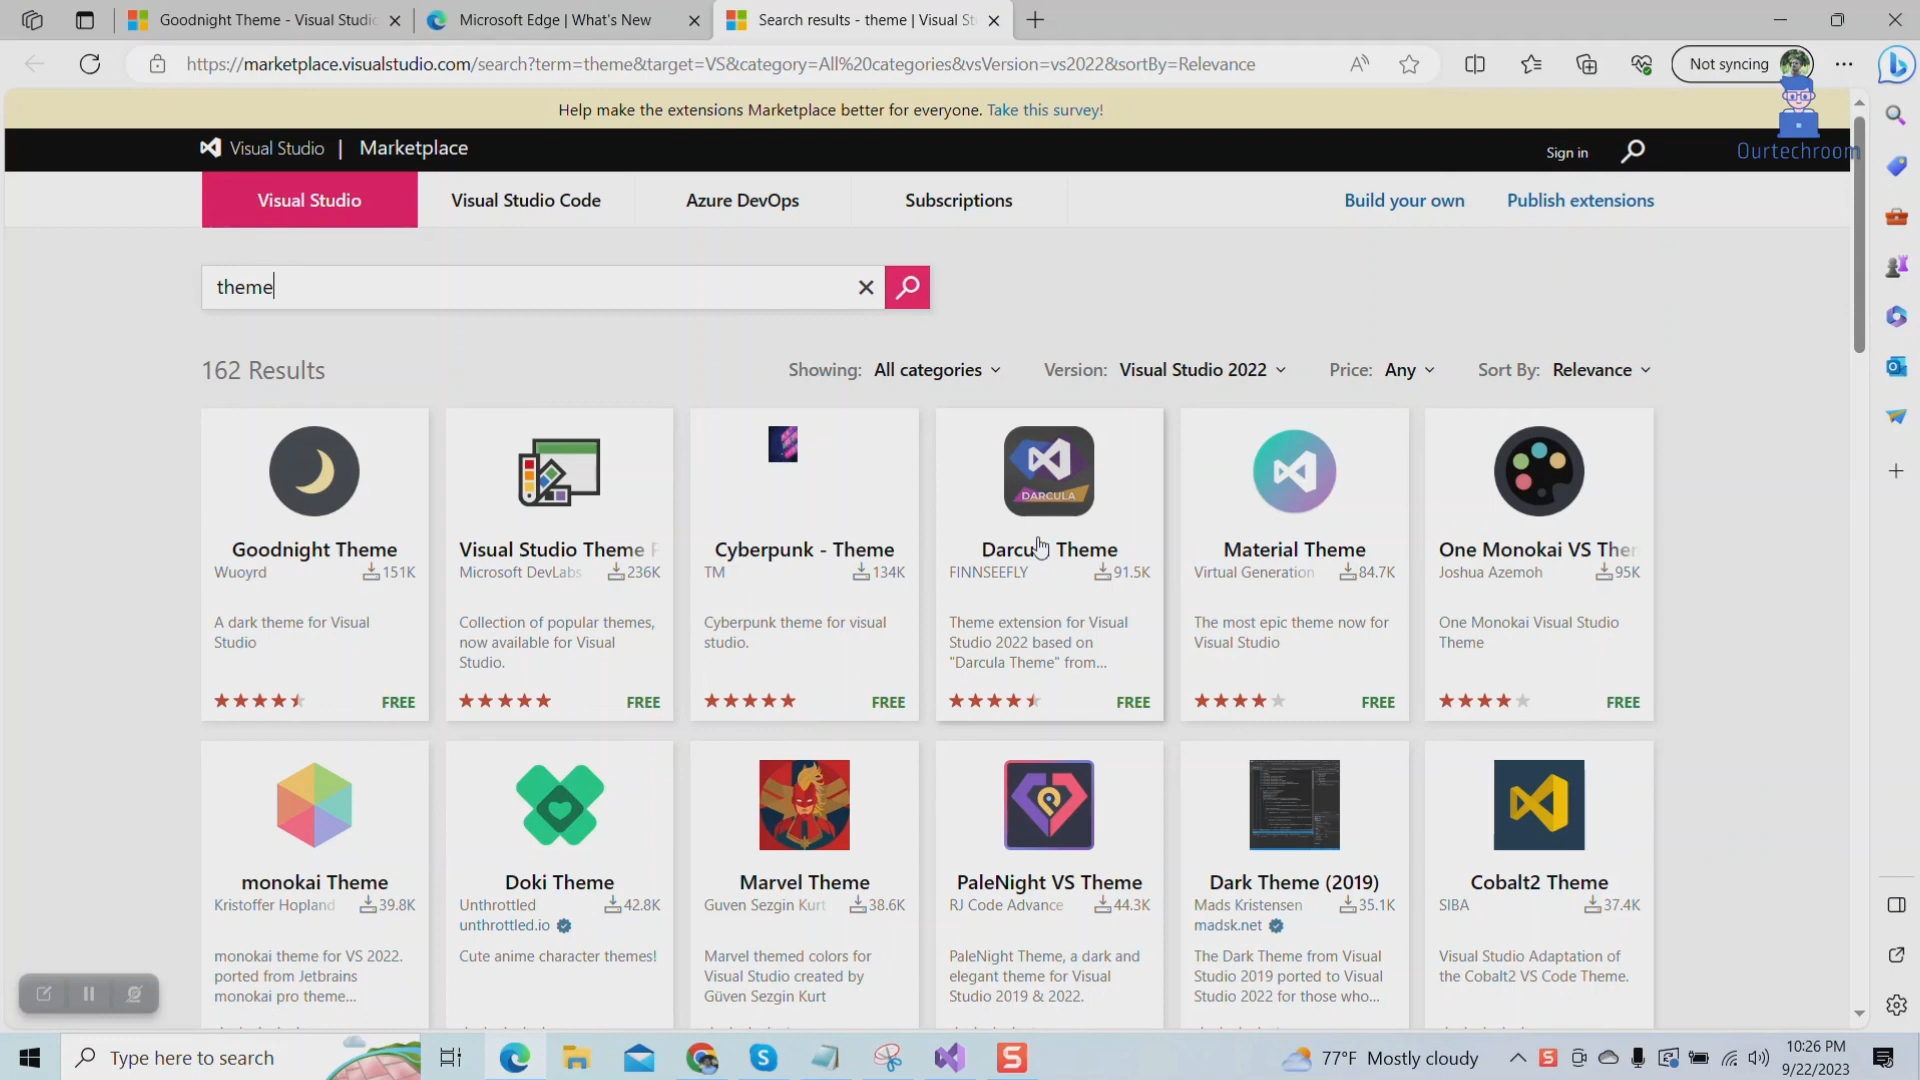 Goodnight Theme - Visual Studio
Microsoft Edge | What's New
Search results - theme | Visual St
https://marketplace.visualstudio.com/search?term=theme&target=VS&category=All%20categories&vsVersion=vs2022&sortBy=Relevance
Not syncing
Help make the extensions Marketplace better for everyone. Take this survey!
Visual Studio | Marketplace
Sign in
Ourtechroom
Visual Studio
Visual Studio Code
Azure DevOps
Subscriptions
Build your own
Publish extensions
theme
162 Results
Showing: All categories
Version: Visual Studio 2022
Price: Any
Sort By: Relevance
Goodnight Theme
Wuoyrd 151K
A dark theme for Visual
Studio
FREE
Visual Studio Theme P
Microsoft DevLabs 236K
Collection of popular themes,
now available for Visual
Studio.
FREE
Cyberpunk - Theme
TM 134K
Cyberpunk theme for visual
studio.
FREE
DARCULA
Darcula Theme
FINNSEEFLY 91.5K
Theme extension for Visual
Studio 2022 based on
"Darcula Theme" from...
FREE
Material Theme
Virtual Generation 84.7K
The most epic theme now for
Visual Studio
FREE
One Monokai VS Ther
Joshua Azemoh 95K
One Monokai Visual Studio
Theme
FREE
monokai Theme
Kristoffer Hopland 39.8K
monokai theme for VS 2022.
ported from Jetbrains
monokai pro theme...
Doki Theme
Unthrottled 42.8K
unthrottled.io
Cute anime character themes!
Marvel Theme
Guven Sezgin Kurt 38.6K
Marvel themed colors for
Visual Studio created by
Güven Sezgin Kurt
PaleNight VS Theme
RJ Code Advance 44.3K
PaleNight Theme, a dark and
elegant theme for Visual
Studio 2019 & 2022.
Dark Theme (2019)
Mads Kristensen 35.1K
madsk.net
The Dark Theme from Visual
Studio 2019 ported to Visual
Studio 2022 for those who...
Cobalt2 Theme
SIBA 37.4K
Visual Studio Adaptation of
the Cobalt2 VS Code Theme.
Type here to search
77°F Mostly cloudy
10:26 PM
9/22/2023